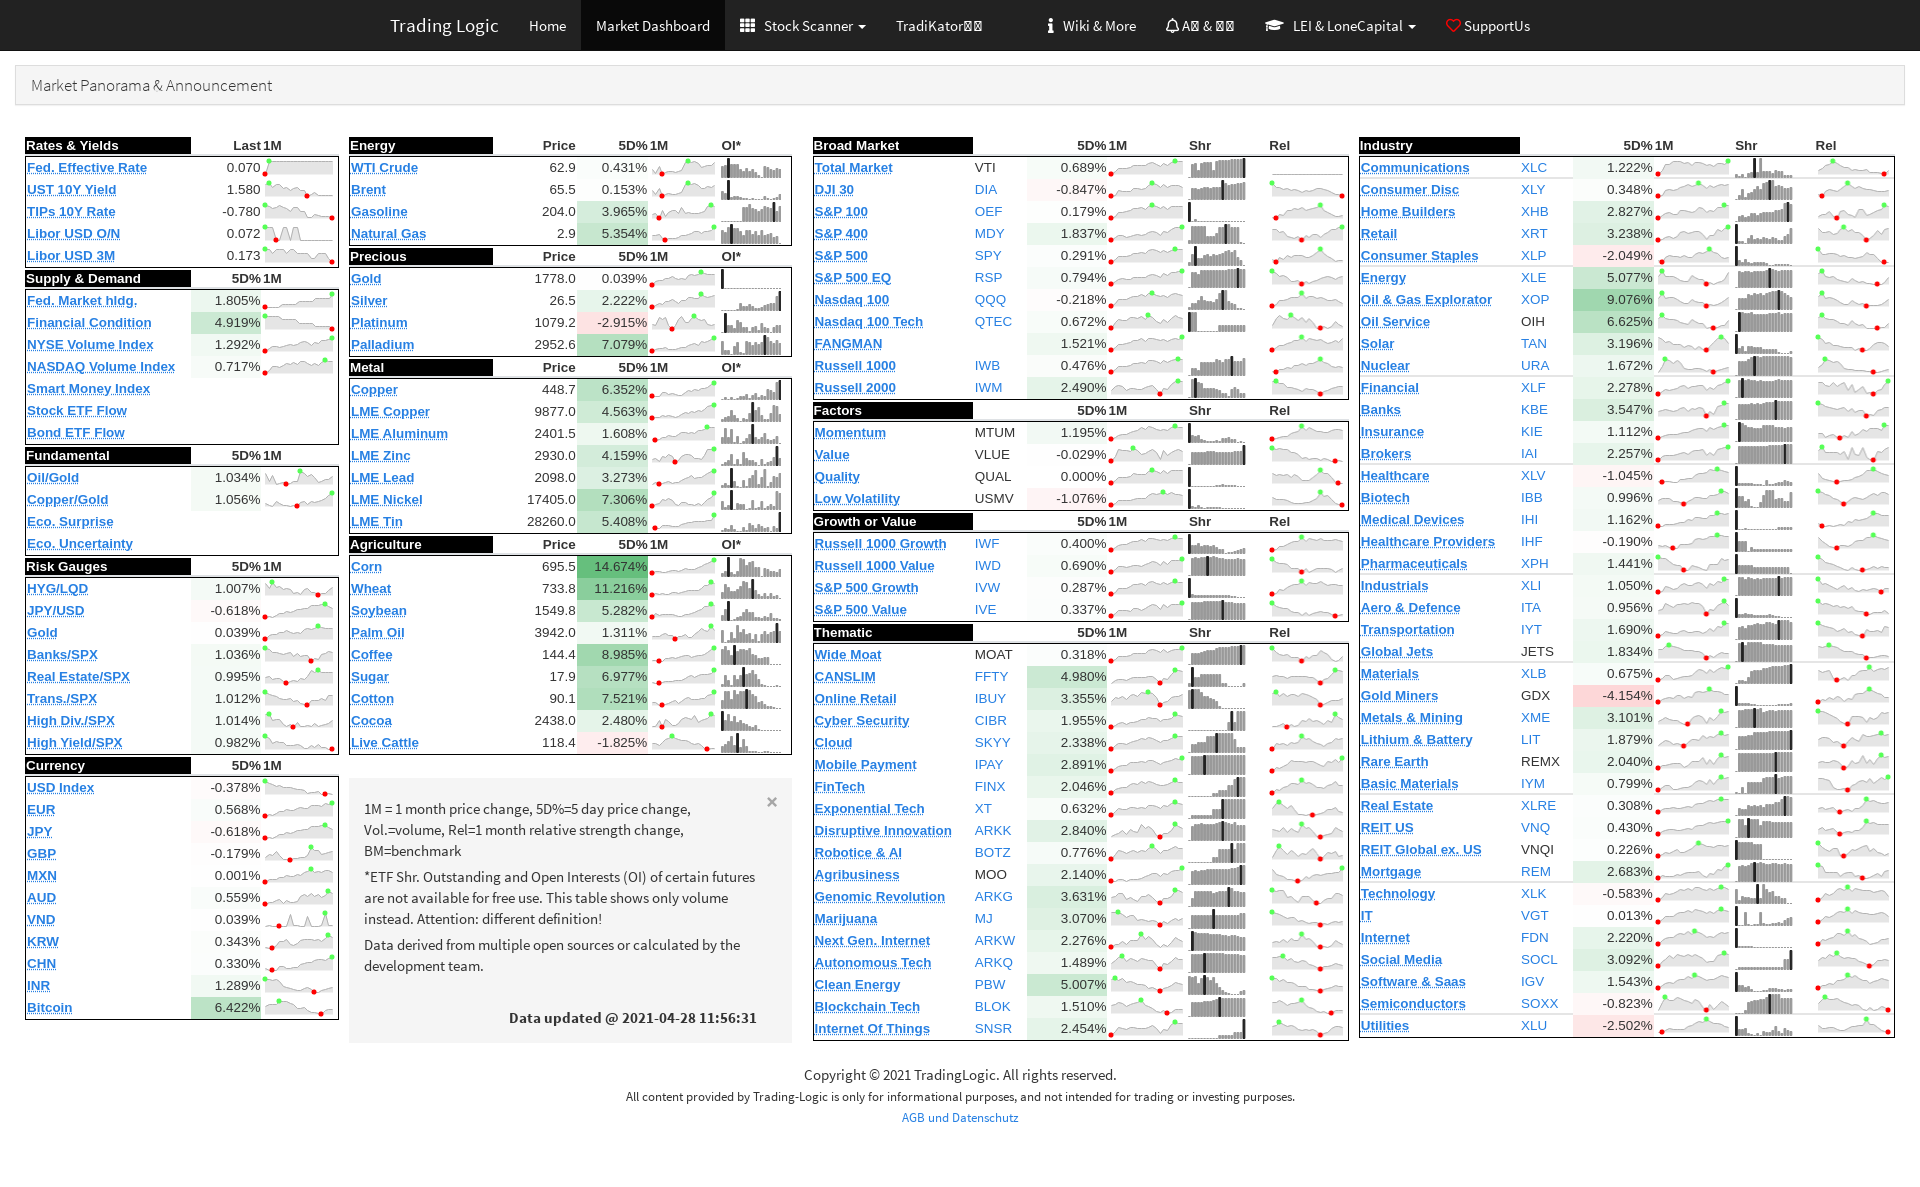 Trading Logic Home Market Dashboard Stock Scanner TradiKator Wiki & More A & LEI & LoneCapital SupportUs
Market Panorama & Announcement
Rates & Yields Last 1M
Fed. Effective Rate 0.070
UST 10Y Yield 1.580
TIPs 10Y Rate -0.780
Libor USD O/N 0.072
Libor USD 3M 0.173
Supply & Demand 5D% 1M
Fed. Market hldg. 1.805%
Financial Condition 4.919%
NYSE Volume Index 1.292%
NASDAQ Volume Index 0.717%
Smart Money Index
Stock ETF Flow
Bond ETF Flow
Fundamental 5D% 1M
Oil/Gold 1.034%
Copper/Gold 1.056%
Eco. Surprise
Eco. Uncertainty
Risk Gauges 5D% 1M
HYG/LQD 1.007%
JPY/USD -0.618%
Gold 0.039%
Banks/SPX 1.036%
Real Estate/SPX 0.995%
Trans./SPX 1.012%
High Div./SPX 1.014%
High Yield/SPX 0.982%
Currency 5D% 1M
USD Index -0.378%
EUR 0.568%
JPY -0.618%
GBP -0.179%
MXN 0.001%
AUD 0.559%
VND 0.039%
KRW 0.343%
CHN 0.330%
INR 1.289%
Bitcoin 6.422%
Energy Price 5D% 1M OI*
WTI Crude 62.9 0.431%
Brent 65.5 0.153%
Gasoline 204.0 3.965%
Natural Gas 2.9 5.354%
Precious Price 5D% 1M OI*
Gold 1778.0 0.039%
Silver 26.5 2.222%
Platinum 1079.2 -2.915%
Palladium 2952.6 7.079%
Metal Price 5D% 1M OI*
Copper 448.7 6.352%
LME Copper 9877.0 4.563%
LME Aluminum 2401.5 1.608%
LME Zinc 2930.0 4.159%
LME Lead 2098.0 3.273%
LME Nickel 17405.0 7.306%
LME Tin 28260.0 5.408%
Agriculture Price 5D% 1M OI*
Corn 695.5 14.674%
Wheat 733.8 11.216%
Soybean 1549.8 5.282%
Palm Oil 3942.0 1.311%
Coffee 144.4 8.985%
Sugar 17.9 6.977%
Cotton 90.1 7.521%
Cocoa 2438.0 2.480%
Live Cattle 118.4 -1.825%
×
1M = 1 month price change, 5D%=5 day price change,
Vol.=volume, Rel=1 month relative strength change,
BM=benchmark
*ETF Shr. Outstanding and Open Interests (OI) of certain futures
are not available for free use. This table shows only volume
instead. Attention: different definition!
Data derived from multiple open sources or calculated by the
development team.
Data updated @ 2021-04-28 11:56:31
Broad Market 5D% 1M Shr Rel
Total Market VTI 0.689%
DJI 30 DIA -0.847%
S&P 100 OEF 0.179%
S&P 400 MDY 1.837%
S&P 500 SPY 0.291%
S&P 500 EQ RSP 0.794%
Nasdaq 100 QQQ -0.218%
Nasdaq 100 Tech QTEC 0.672%
FANGMAN 1.521%
Russell 1000 IWB 0.476%
Russell 2000 IWM 2.490%
Factors 5D% 1M Shr Rel
Momentum MTUM 1.195%
Value VLUE -0.029%
Quality QUAL 0.000%
Low Volatility USMV -1.076%
Growth or Value 5D% 1M Shr Rel
Russell 1000 Growth IWF 0.400%
Russell 1000 Value IWD 0.690%
S&P 500 Growth IVW 0.287%
S&P 500 Value IVE 0.337%
Thematic 5D% 1M Shr Rel
Wide Moat MOAT 0.318%
CANSLIM FFTY 4.980%
Online Retail IBUY 3.355%
Cyber Security CIBR 1.955%
Cloud SKYY 2.338%
Mobile Payment IPAY 2.891%
FinTech FINX 2.046%
Exponential Tech XT 0.632%
Disruptive Innovation ARKK 2.840%
Robotice & AI BOTZ 0.776%
Agribusiness MOO 2.140%
Genomic Revolution ARKG 3.631%
Marijuana MJ 3.070%
Next Gen. Internet ARKW 2.276%
Autonomous Tech ARKQ 1.489%
Clean Energy PBW 5.007%
Blockchain Tech BLOK 1.510%
Internet Of Things SNSR 2.454%
Industry 5D% 1M Shr Rel
Communications XLC 1.222%
Consumer Disc XLY 0.348%
Home Builders XHB 2.827%
Retail XRT 3.238%
Consumer Staples XLP -2.049%
Energy XLE 5.077%
Oil & Gas Explorator XOP 9.076%
Oil Service OIH 6.625%
Solar TAN 3.196%
Nuclear URA 1.672%
Financial XLF 2.278%
Banks KBE 3.547%
Insurance KIE 1.112%
Brokers IAI 2.257%
Healthcare XLV -1.045%
Biotech IBB 0.996%
Medical Devices IHI 1.162%
Healthcare Providers IHF -0.190%
Pharmaceuticals XPH 1.441%
Industrials XLI 1.050%
Aero & Defence ITA 0.956%
Transportation IYT 1.690%
Global Jets JETS 1.834%
Materials XLB 0.675%
Gold Miners GDX -4.154%
Metals & Mining XME 3.101%
Lithium & Battery LIT 1.879%
Rare Earth REMX 2.040%
Basic Materials IYM 0.799%
Real Estate XLRE 0.308%
REIT US VNQ 0.430%
REIT Global ex. US VNQI 0.226%
Mortgage REM 2.683%
Technology XLK -0.583%
IT VGT 0.013%
Internet FDN 2.220%
Social Media SOCL 3.092%
Software & Saas IGV 1.543%
Semiconductors SOXX -0.823%
Utilities XLU -2.502%
Copyright © 2021 TradingLogic. All rights reserved.
All content provided by Trading-Logic is only for informational purposes, and not intended for trading or investing purposes.
AGB und Datenschutz